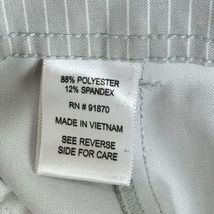 88% POLYESTER
12% SPANDEX
RN # 91870
MADE IN VIETNAM
SEE REVERSE
SIDE FOR CARE